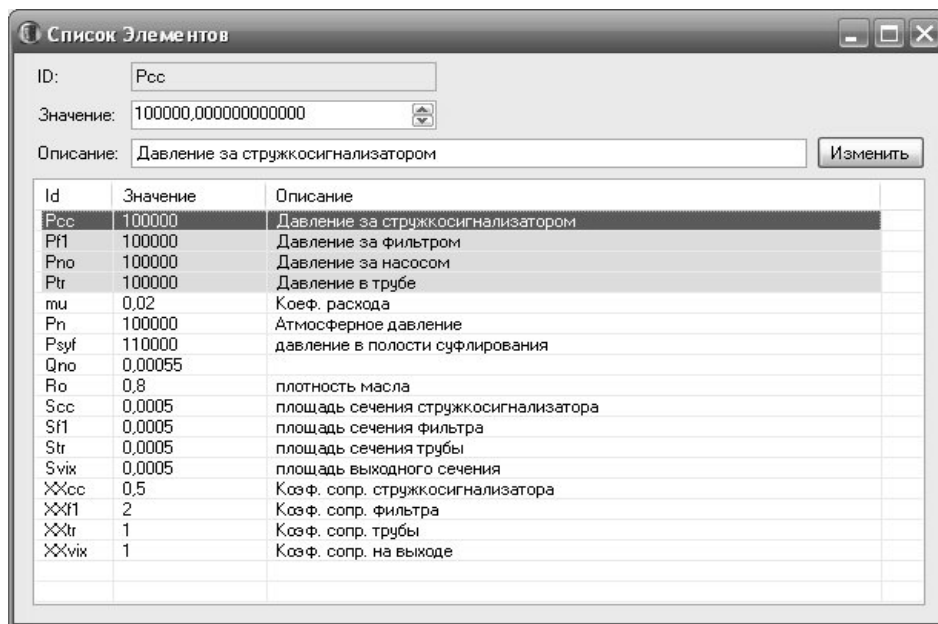 Список Элементов
ID: Pcc
Значение: 100000,000000000000
Описание: Давление за стружкосигнализатором Изменить
Id Значение Описание
Pcc 100000 Давление за стружкосигнализатором
Pf1 100000 Давление за фильтром
Pno 100000 Давление за насосом
Ptr 100000 Давление в трубе
mu 0,02 Коеф. расхода
Pn 100000 Атмосферное давление
Psyf 110000 давление в полости суфлирования
Qno 0,00055
Ro 0,8 плотность масла
Scc 0,0005 площадь сечения стружкосигнализатора
Sf1 0,0005 площадь сечения фильтра
Str 0,0005 площадь сечения трубы
Svix 0,0005 площадь выходного сечения
XXcc 0,5 Коэф. сопр. стружкосигнализатора
XXf1 2 Коэф. сопр. фильтра
XXtr 1 Коэф. сопр. трубы
XXvix 1 Коэф. сопр. на выходе